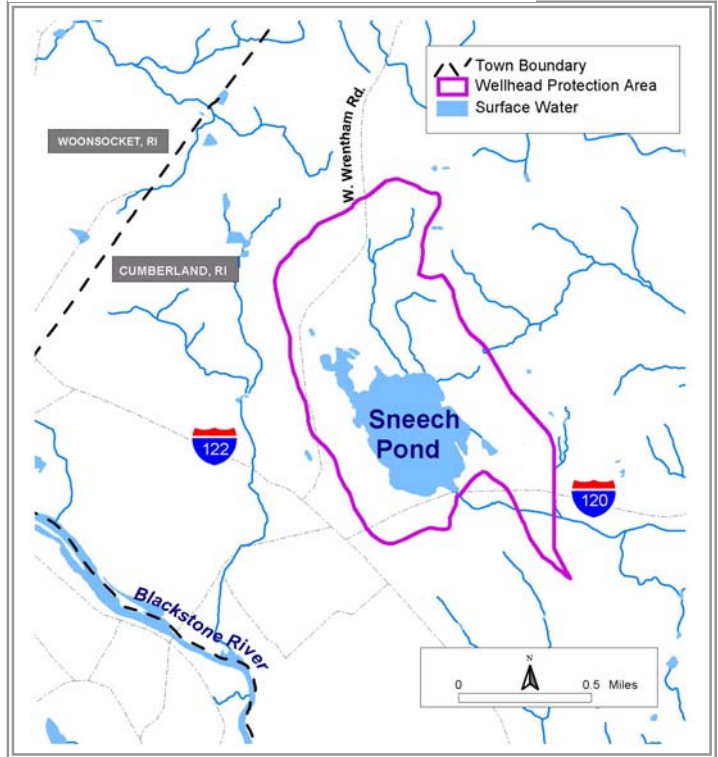 Town Boundary
Wellhead Protection Area
Surface Water
W. Wrentham Rd.
WOONSOCKET, RI
CUMBERLAND, RI
Sneech
Pond
122
120
Blackstone River
N
0 0.5 Miles